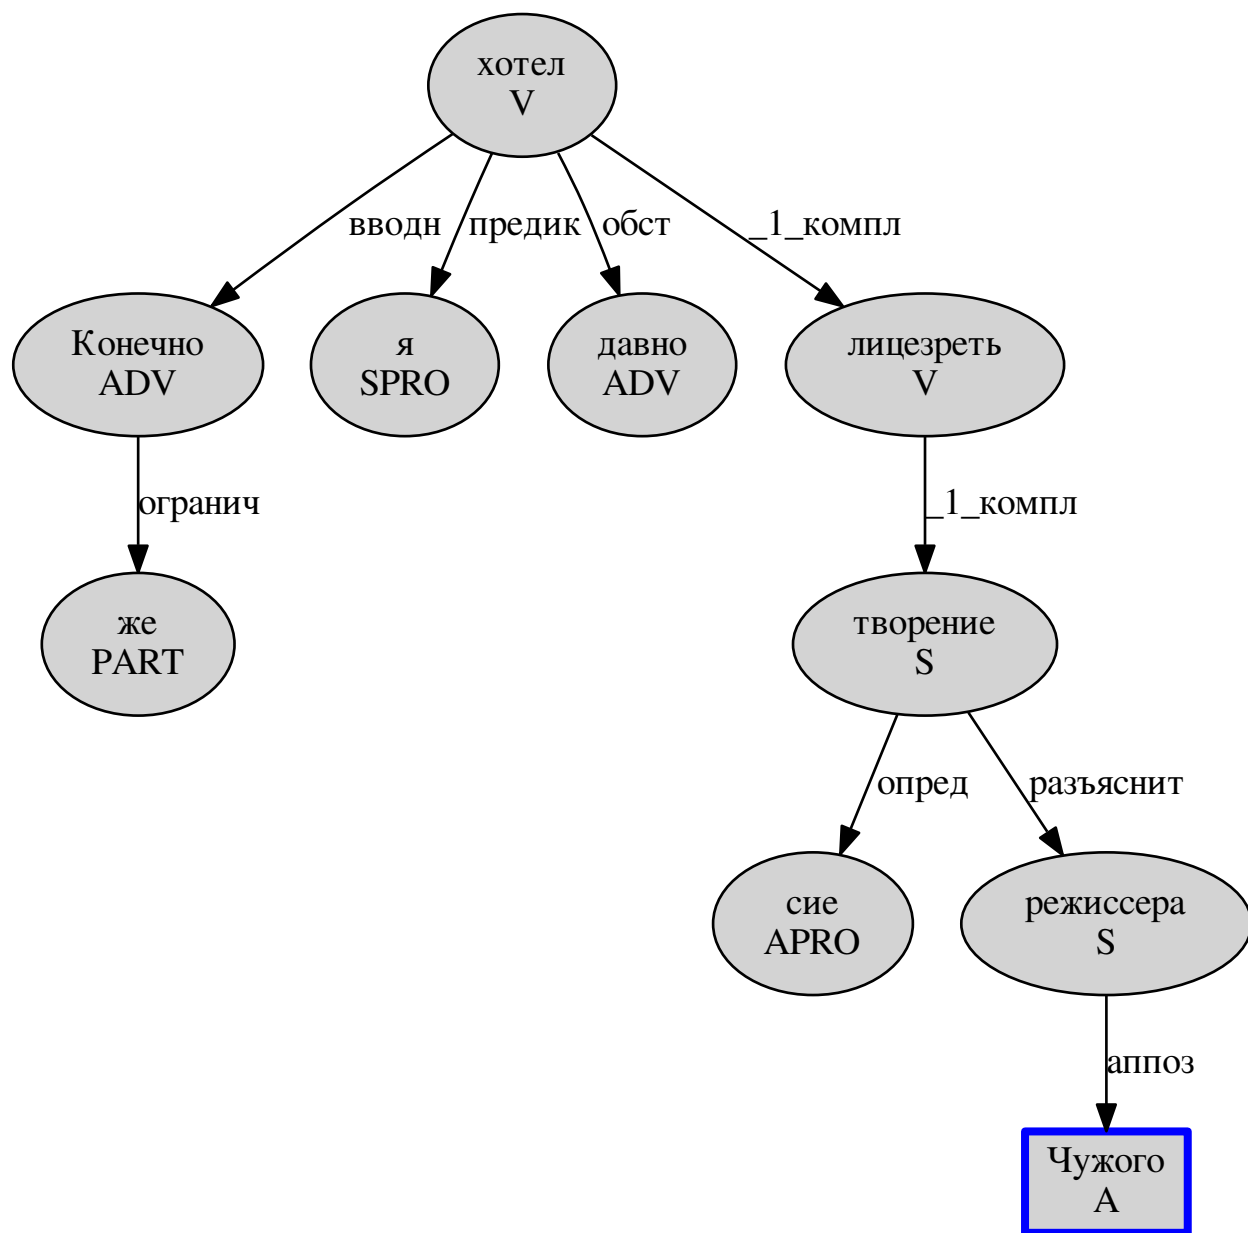 хотел
V
вводн
предик
обст
_1_компл
Конечно
ADV
я
SPRO
давно
ADV
лицезреть
V
огранич
_1_компл
же
PART
творение
S
опред
разъяснит
сие
APRO
режиссера
S
аппоз
Чужого
A